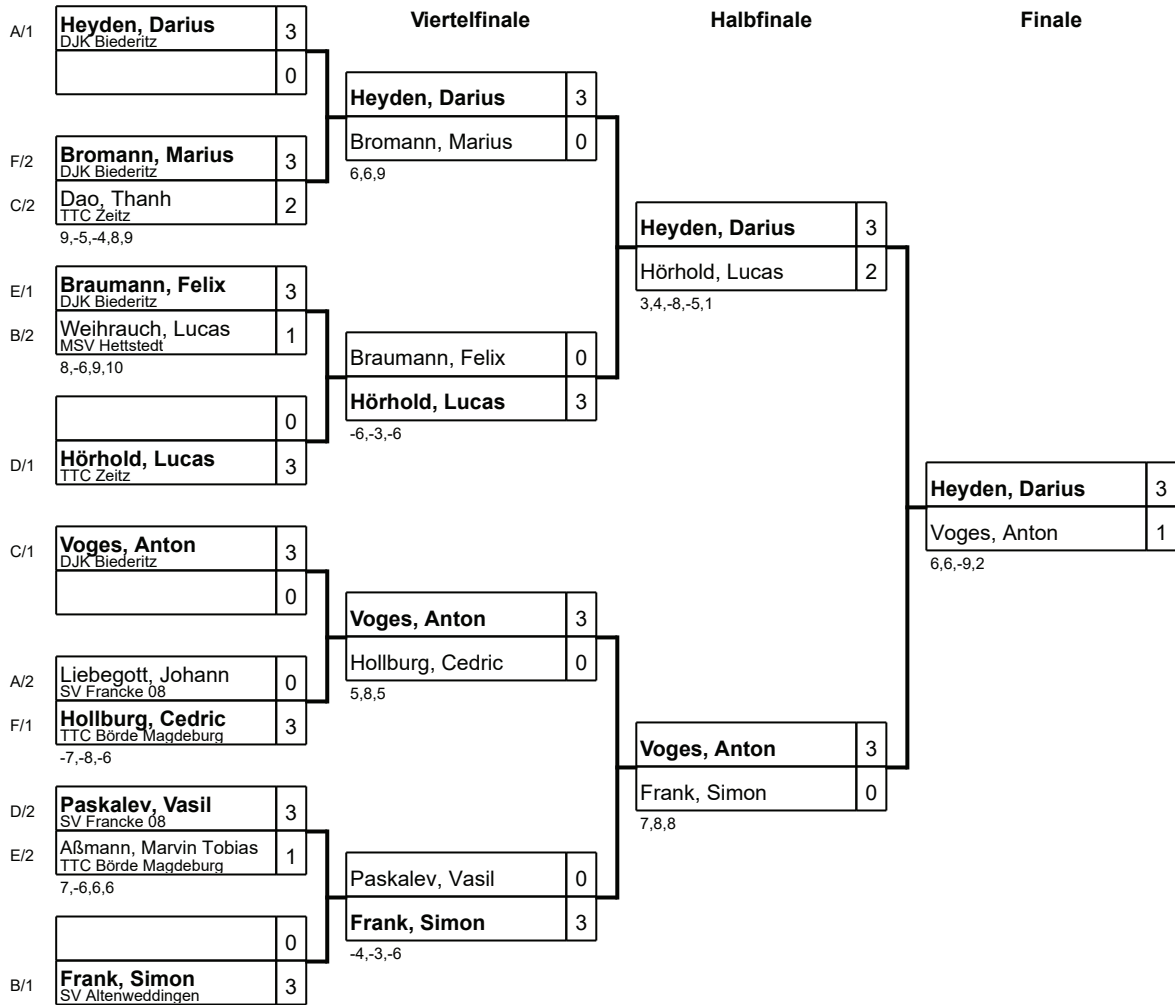 Viertelfinale
Halbfinale
Finale
A/1
Heyden, Darius 3
DJK Biederitz
0
F/2
Bromann, Marius 3
DJK Biederitz
C/2
Dao, Thanh 2
TTC Zeitz
9,-5,-4,8,9
E/1
Braumann, Felix 3
DJK Biederitz
B/2
Weihrauch, Lucas 1
MSV Hettstedt
8,-6,9,10
0
D/1
Hörhold, Lucas 3
TTC Zeitz
C/1
Voges, Anton 3
DJK Biederitz
0
A/2
Liebegott, Johann 0
SV Francke 08
F/1
Hollburg, Cedric 3
TTC Börde Magdeburg
-7,-8,-6
D/2
Paskalev, Vasil 3
SV Francke 08
E/2
Aßmann, Marvin Tobias 1
TTC Börde Magdeburg
7,-6,6,6
0
B/1
Frank, Simon 3
SV Altenweddingen
Heyden, Darius 3
Bromann, Marius 0
6,6,9
Braumann, Felix 0
Hörhold, Lucas 3
-6,-3,-6
Voges, Anton 3
Hollburg, Cedric 0
5,8,5
Paskalev, Vasil 0
Frank, Simon 3
-4,-3,-6
Heyden, Darius 3
Hörhold, Lucas 2
3,4,-8,-5,1
Voges, Anton 3
Frank, Simon 0
7,8,8
Heyden, Darius 3
Voges, Anton 1
6,6,-9,2